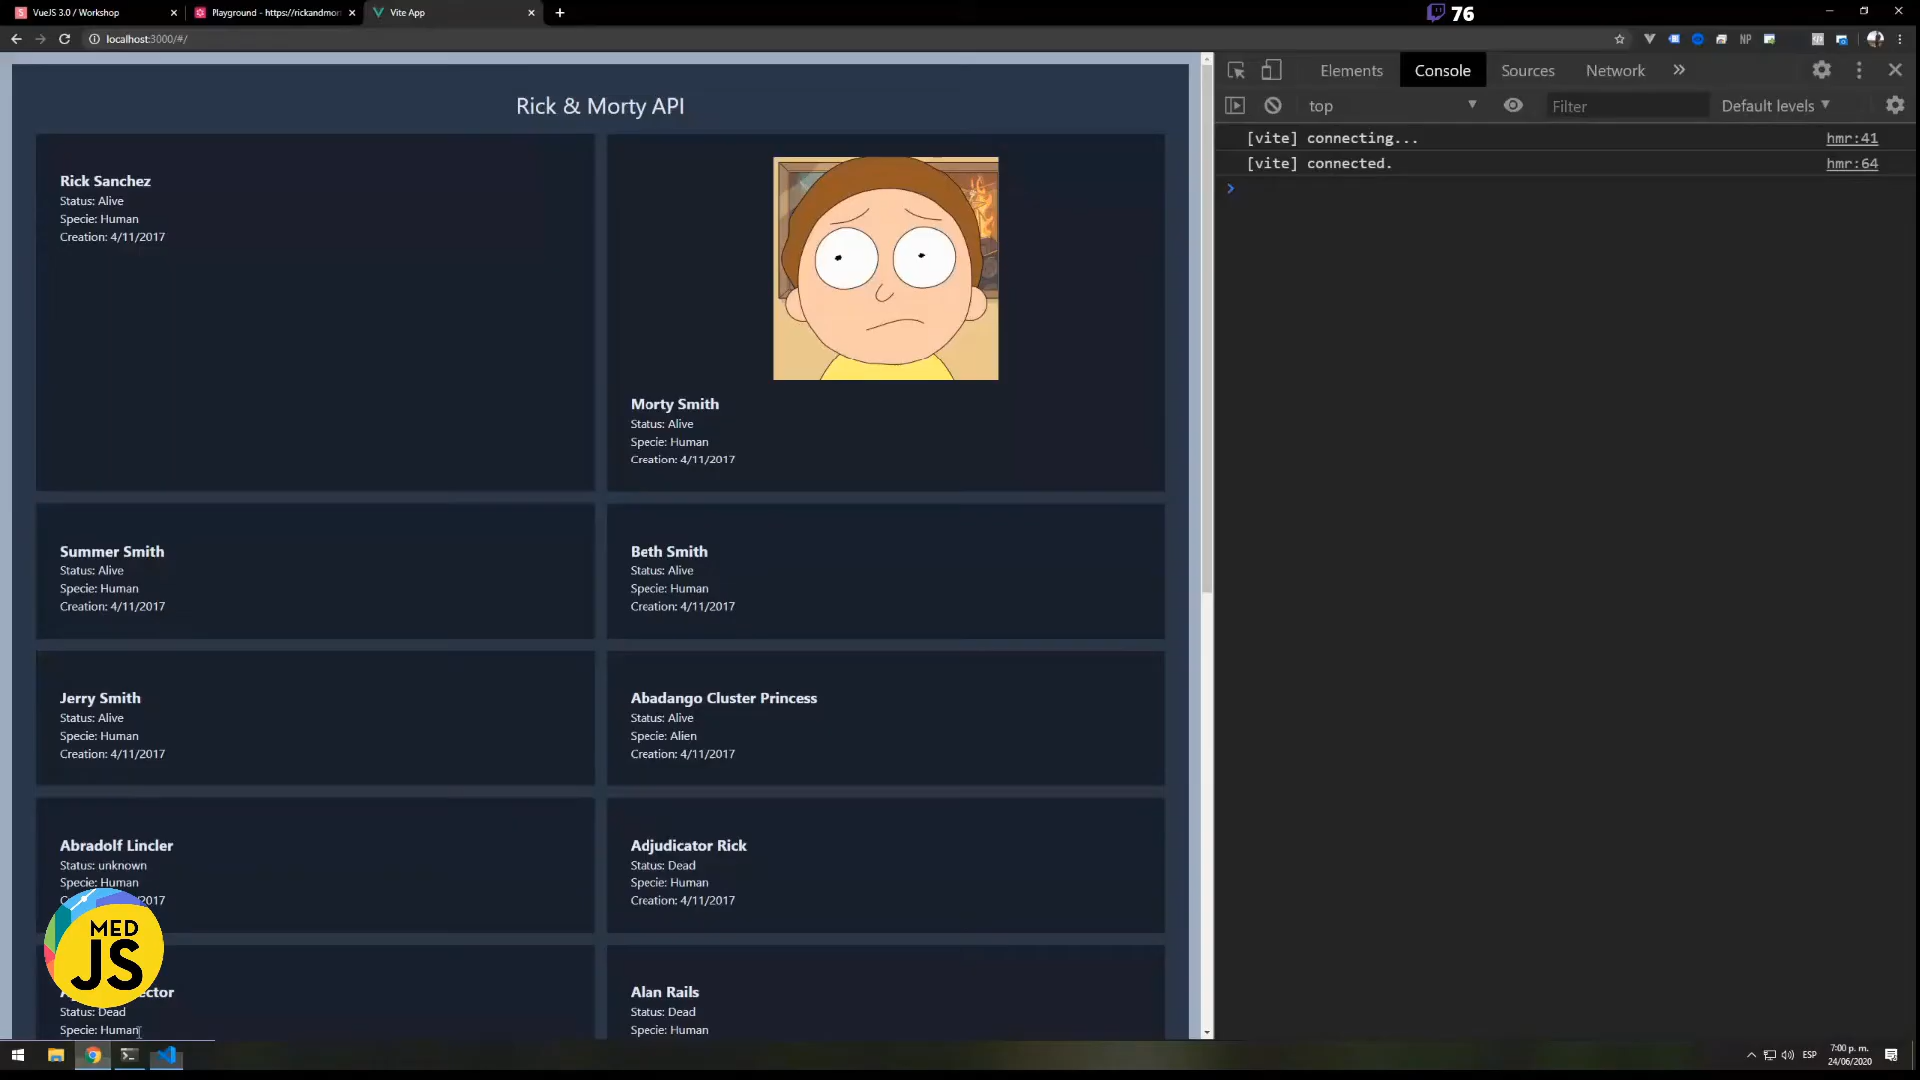 VueJS 3.0 / Workshop
Playground - https://rickandmor
Vite App
76
localhost:3000/#/
NP
Elements
Console
Sources
Network
top
Filter
Default levels
[vite] connecting...
hmr:41
[vite] connected.
hmr:64
Rick & Morty API
Rick Sanchez
Status: Alive
Specie: Human
Creation: 4/11/2017
Morty Smith
Status: Alive
Specie: Human
Creation: 4/11/2017
Summer Smith
Status: Alive
Specie: Human
Creation: 4/11/2017
Beth Smith
Status: Alive
Specie: Human
Creation: 4/11/2017
Jerry Smith
Status: Alive
Specie: Human
Creation: 4/11/2017
Abadango Cluster Princess
Status: Alive
Specie: Alien
Creation: 4/11/2017
Abradolf Lincler
Status: unknown
Specie: Human
2017
Adjudicator Rick
Status: Dead
Specie: Human
Creation: 4/11/2017
MED
JS
Status: Dead
Specie: Human
Alan Rails
Status: Dead
Specie: Human
ESP
7:00 p. m.
24/06/2020